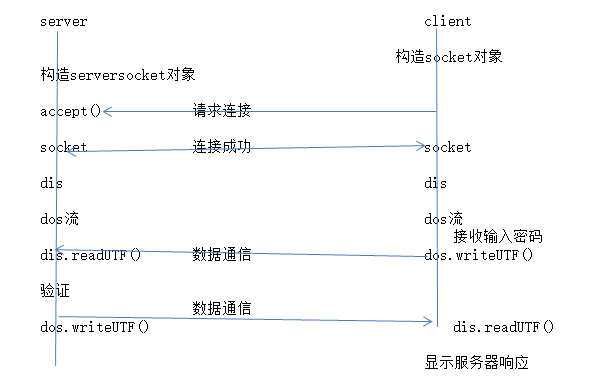 server
client
构造socket对象
构造serversocket对象
accept()
请求连接
socket
连接成功
socket
dis
dis
dos流
dos流
接收输入密码
dis.readUTF()
数据通信
dos.writeUTF()
验证
数据通信
dos.writeUTF()
dis.readUTF()
显示服务器响应